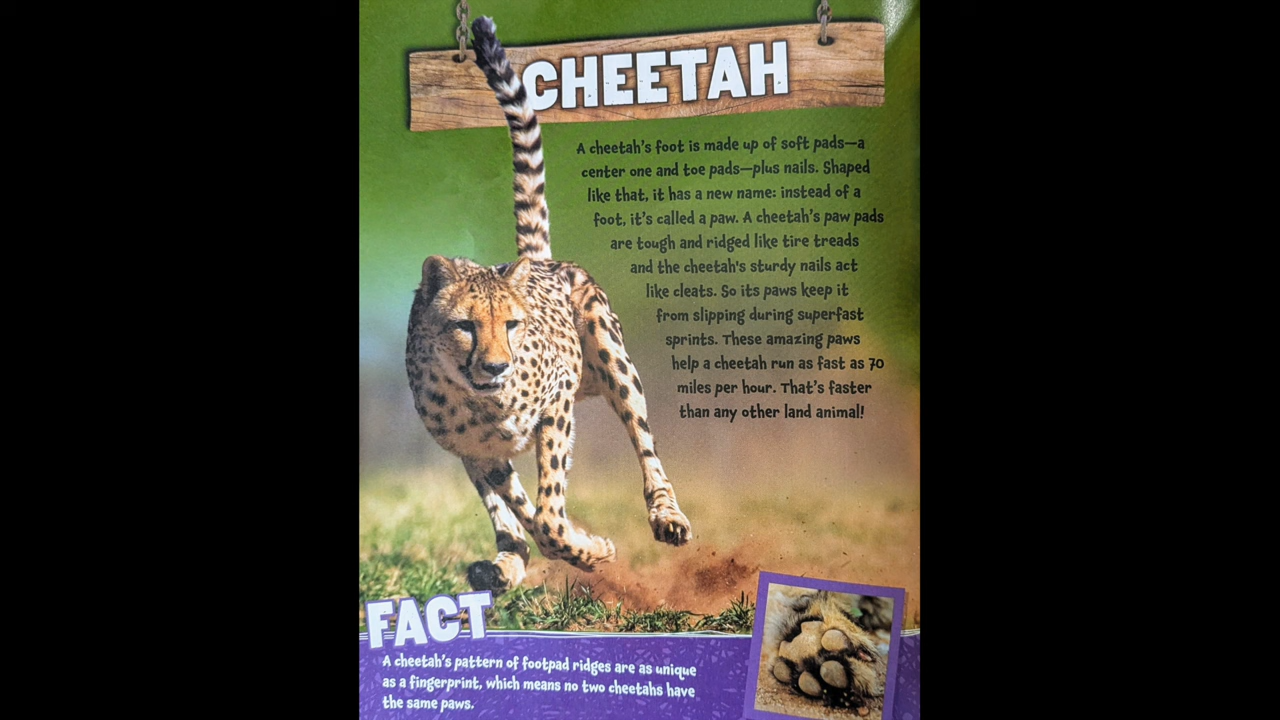 CHEETAH
A cheetah's foot is made up of soft pads—a
center one and toe pads—plus nails. Shaped
like that, it has a new name: instead of a
foot, it's called a paw. A cheetah's paw pads
are tough and ridged like tire treads
and the cheetah's sturdy nails act
like cleats. So its paws keep it
from slipping during superfast
sprints. These amazing paws
help a cheetah run as fast as 70
miles per hour. That's faster
than any other land animal!
FACT
A cheetah's pattern of footpad ridges are as unique
as a fingerprint, which means no two cheetahs have
the same paws.